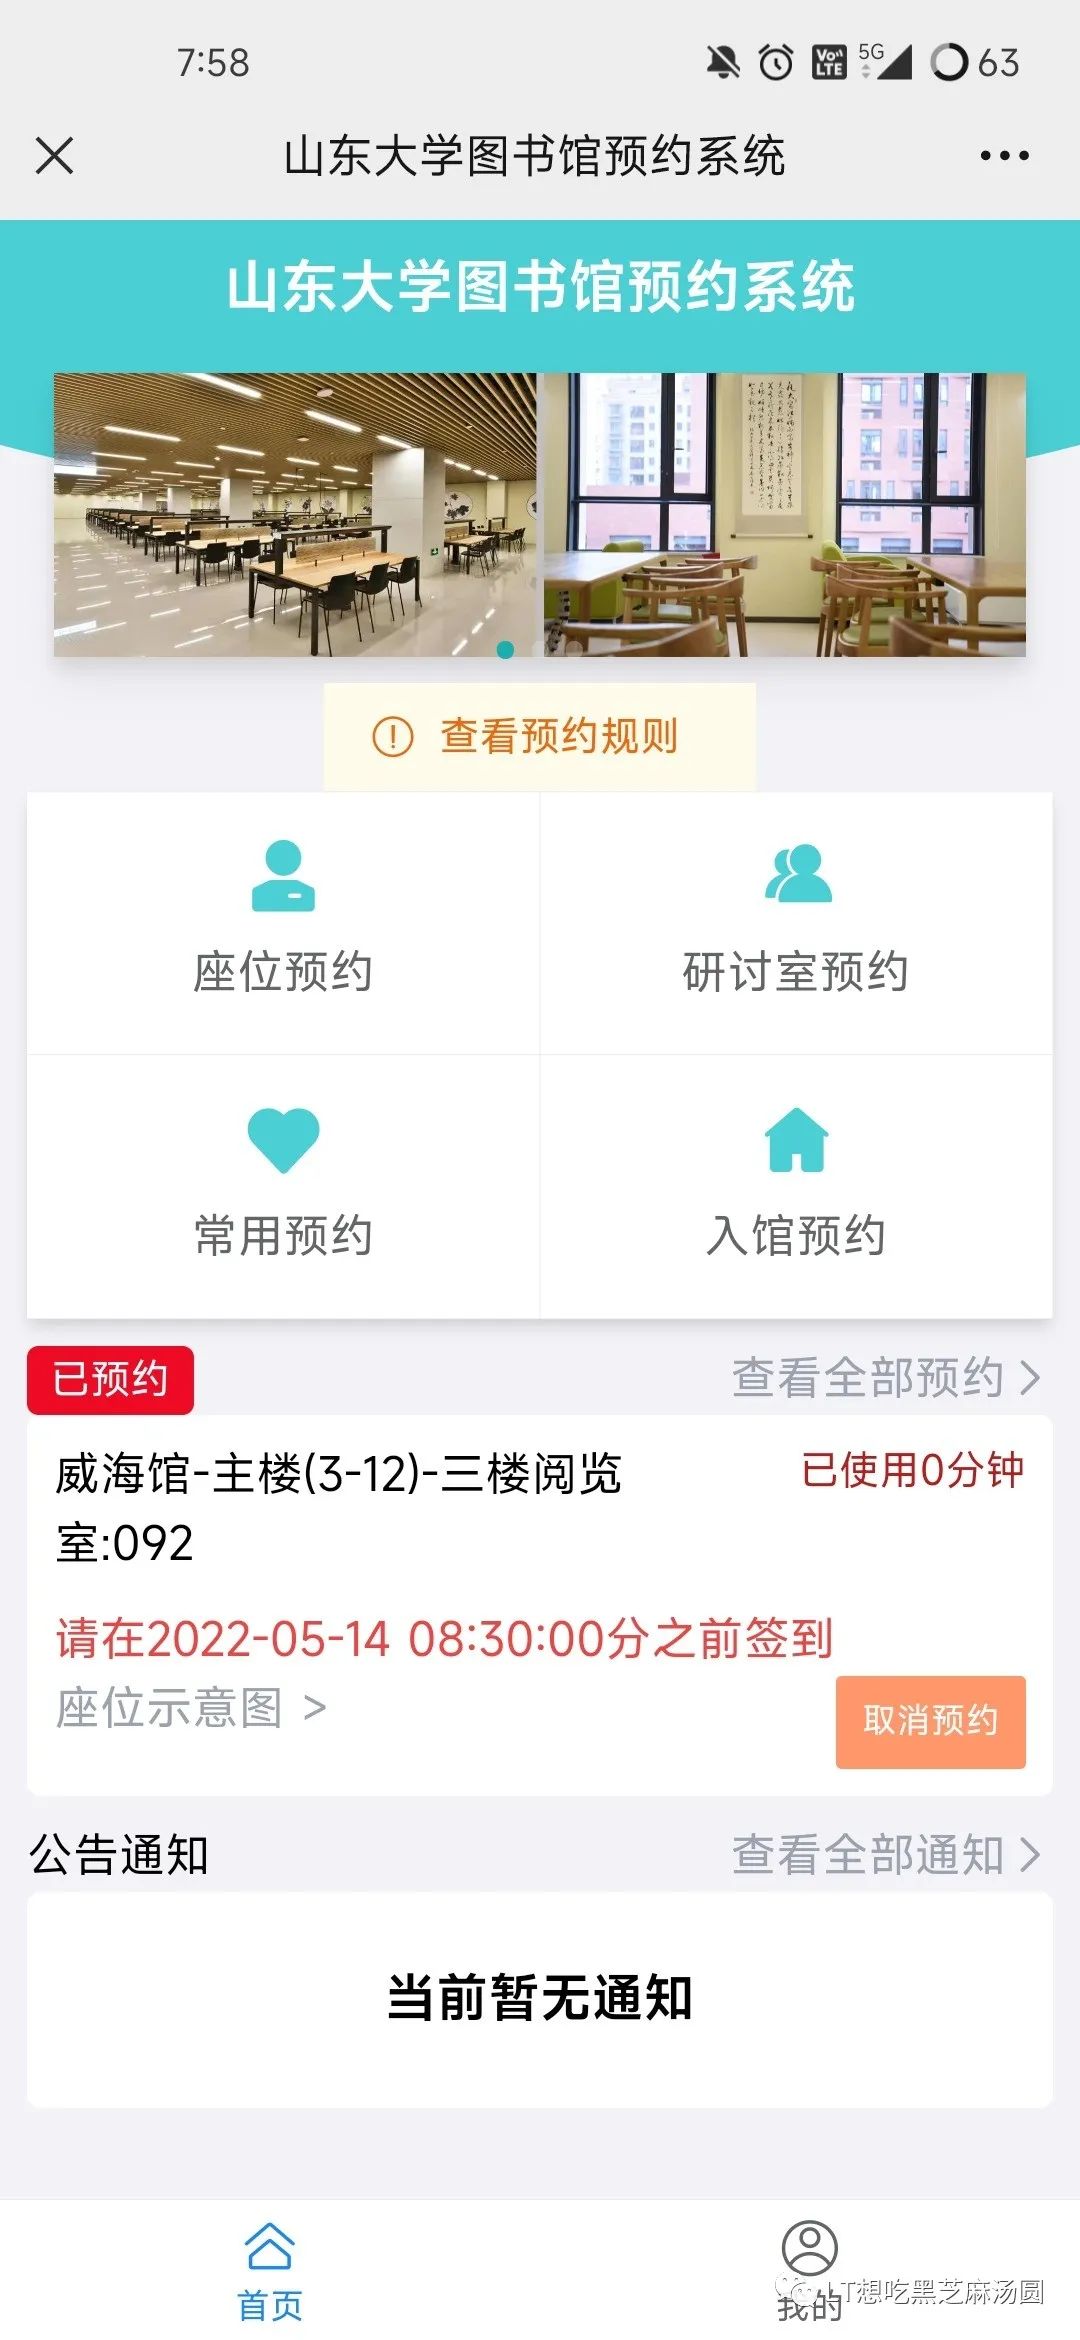 7:58
Vo LTE 5G 63
山东大学图书馆预约系统
山东大学图书馆预约系统
查看预约规则
座位预约
研讨室预约
常用预约
入馆预约
已预约
查看全部预约
威海馆-主楼(3-12)-三楼阅览
室:092
已使用0分钟
请在2022-05-14 08:30:00分之前签到
座位示意图 >
取消预约
公告通知
查看全部通知
当前暂无通知
首页
我的
LT想吃黑芝麻汤圆